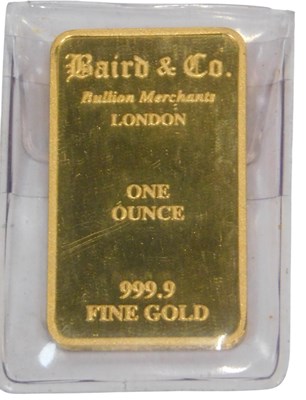 Baird & Co.
Bullion Merchants
LONDON
ONE
OUNCE
999.9
FINE GOLD